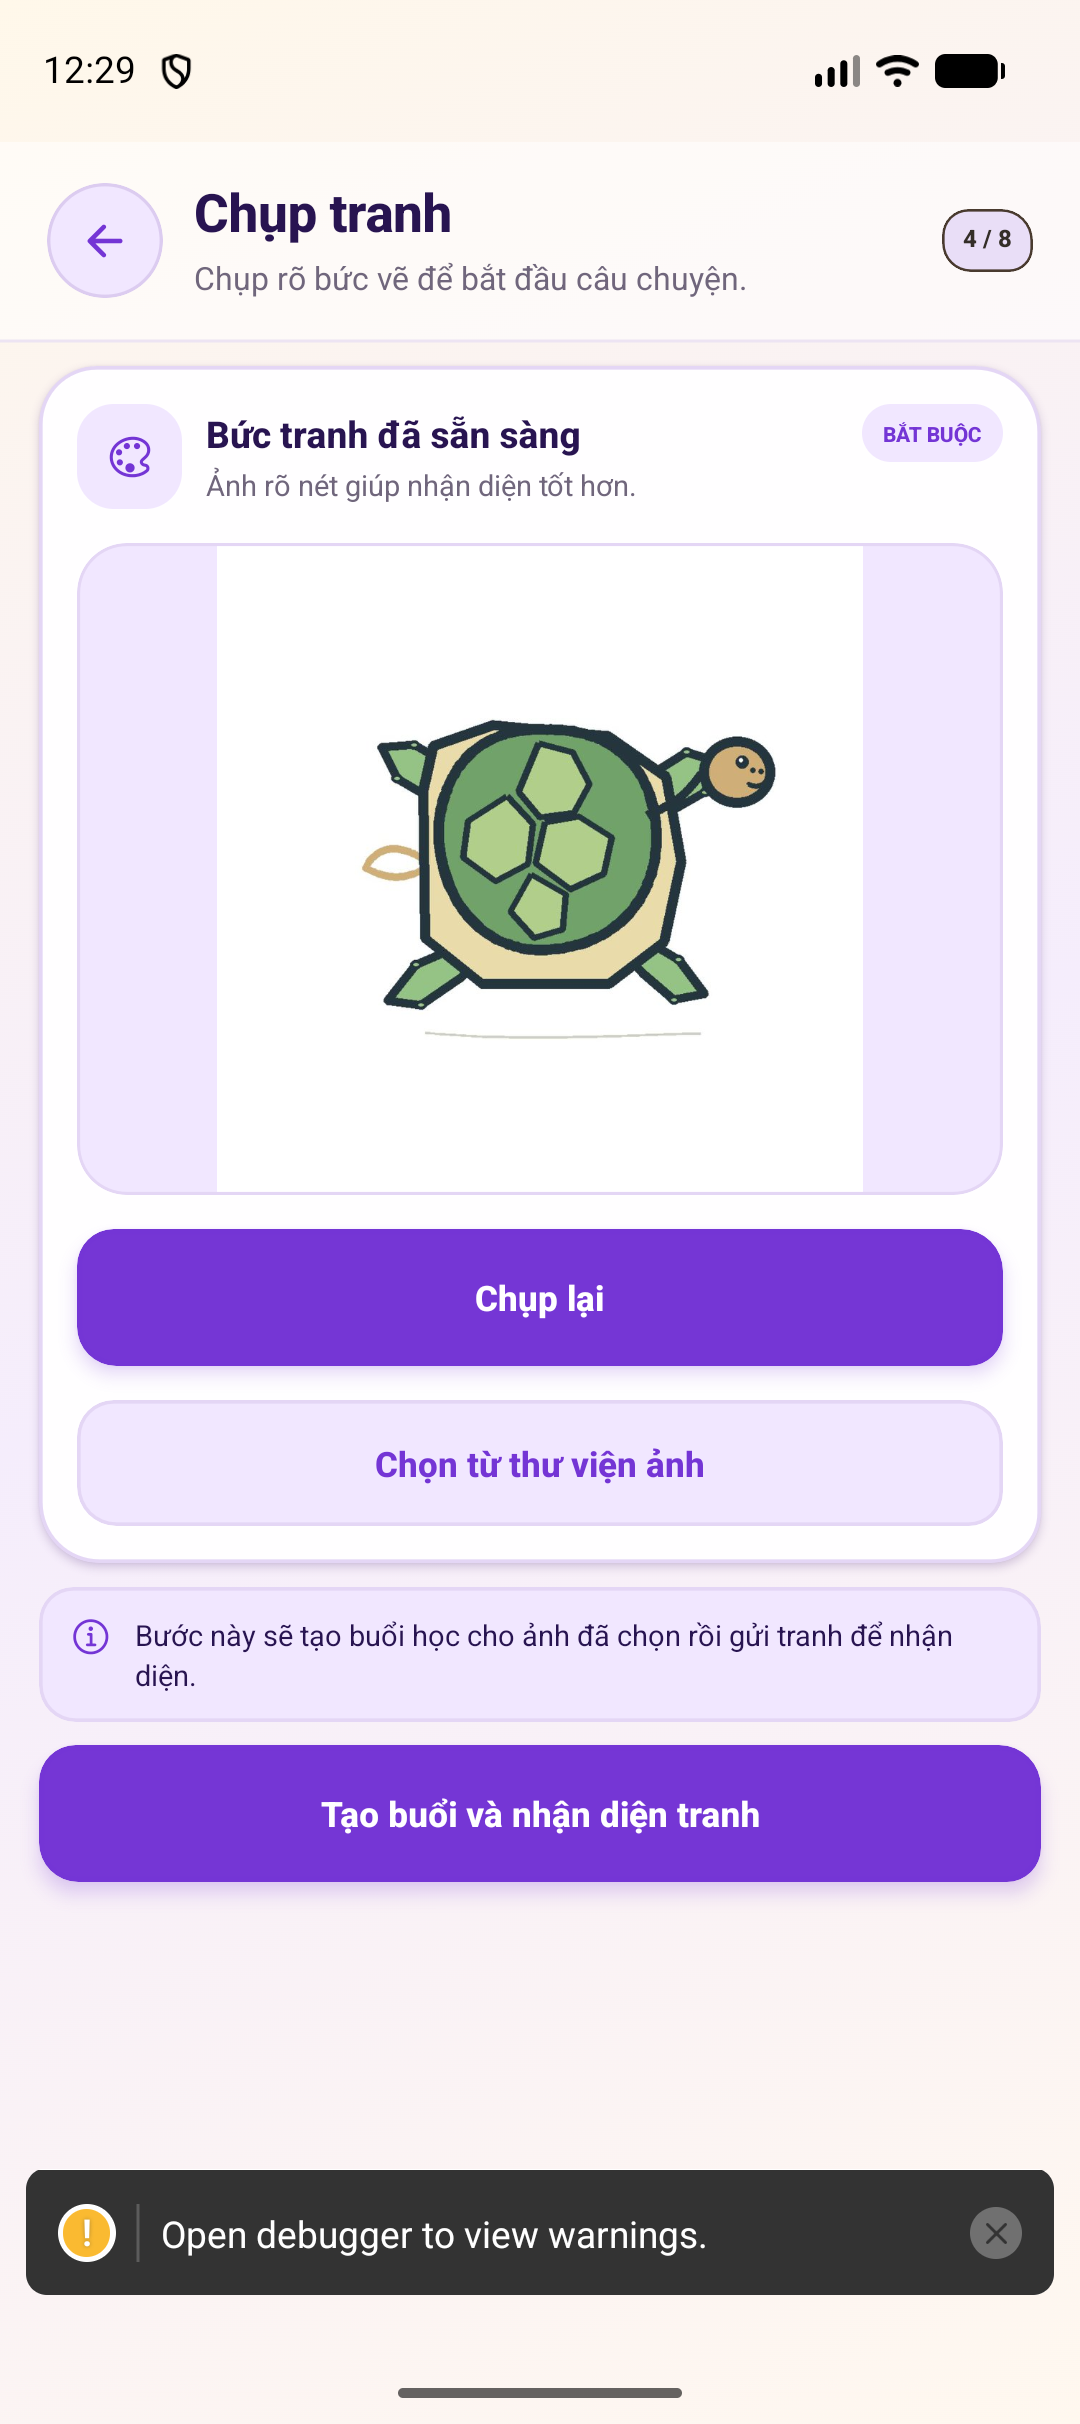 12:29
Chụp tranh
Chụp rõ bức vẽ để bắt đầu câu chuyện.
4 / 8
Bức tranh đã sẵn sàng
Ảnh rõ nét giúp nhận diện tốt hơn.
BẮT BUỘC
Chụp lại
Chọn từ thư viện ảnh
Bước này sẽ tạo buổi học cho ảnh đã chọn rồi gửi tranh để nhận
diện.
Tạo buổi và nhận diện tranh
Open debugger to view warnings.